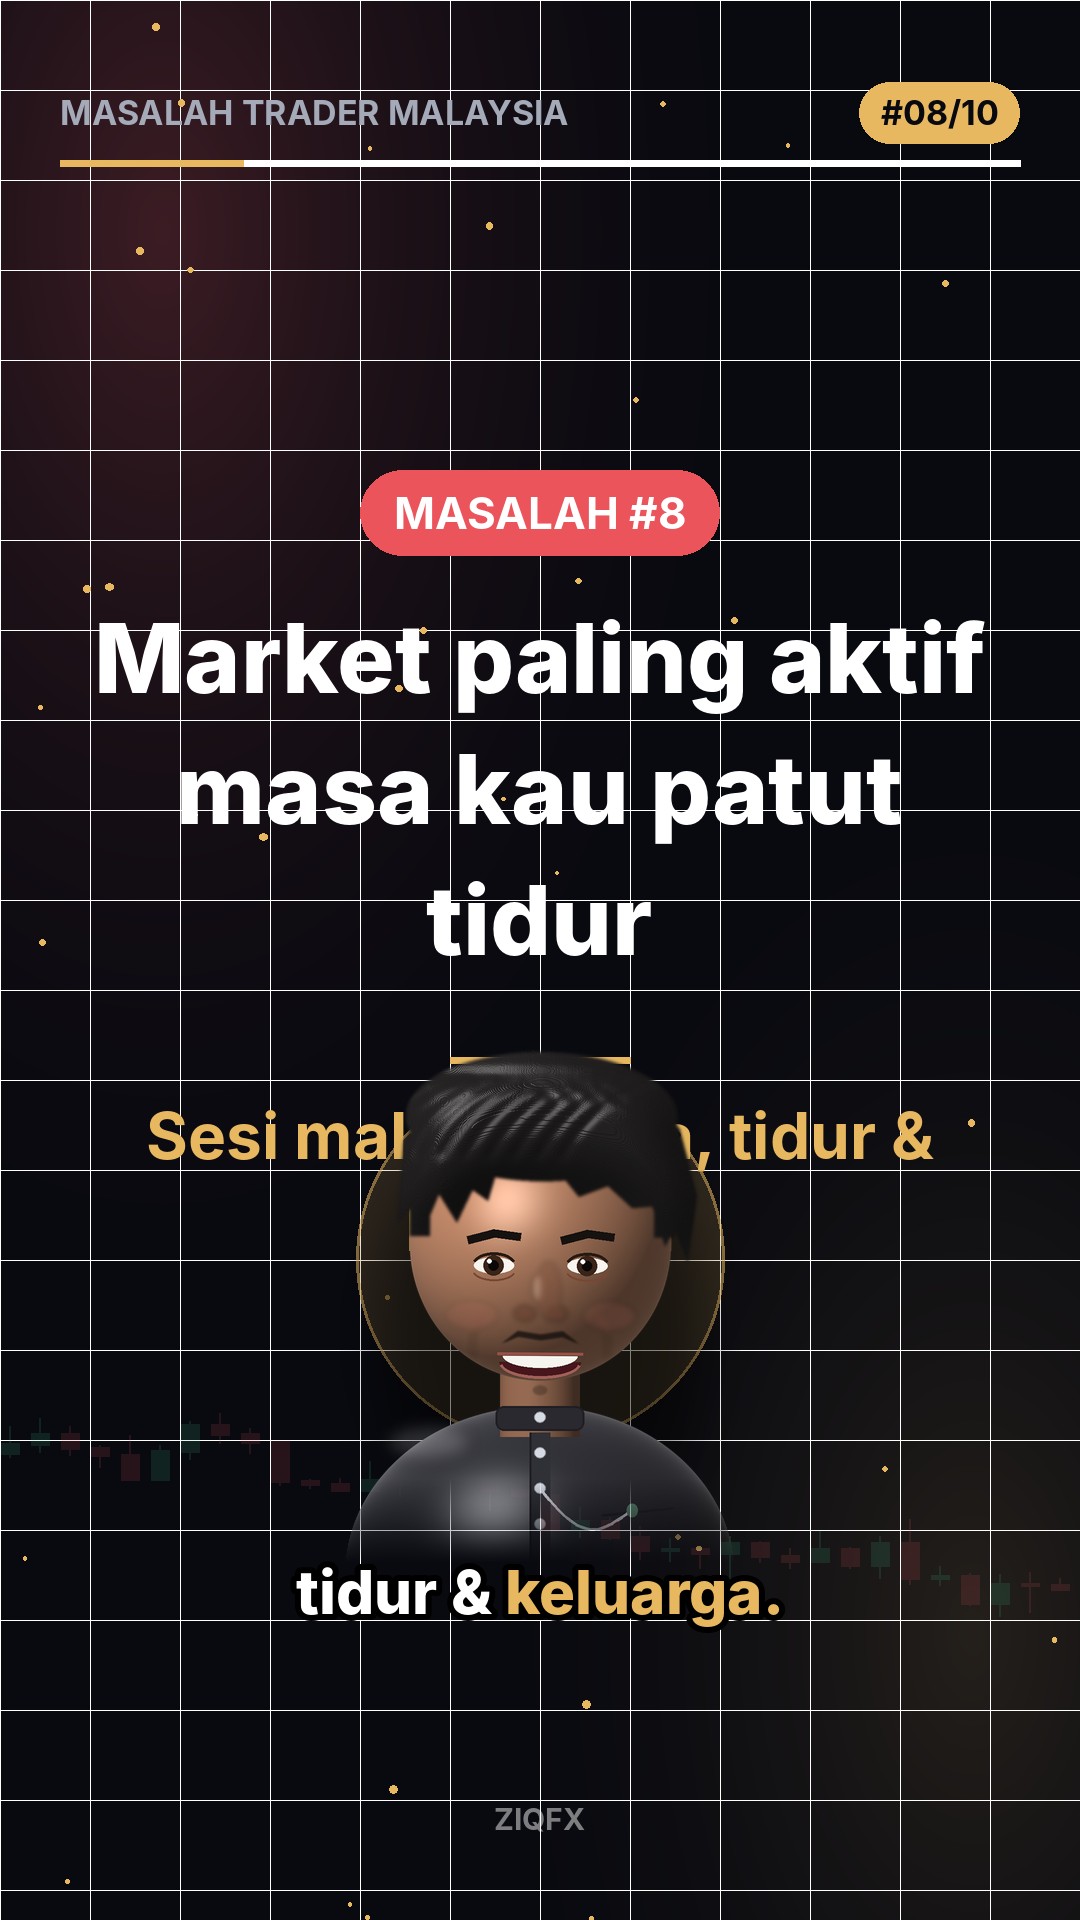 MASALAH TRADER MALAYSIA
#08/10
MASALAH #8
Market paling aktif
masa kau patut
tidur
Sesi tidur &
tidur & keluarga.
ZIQFX